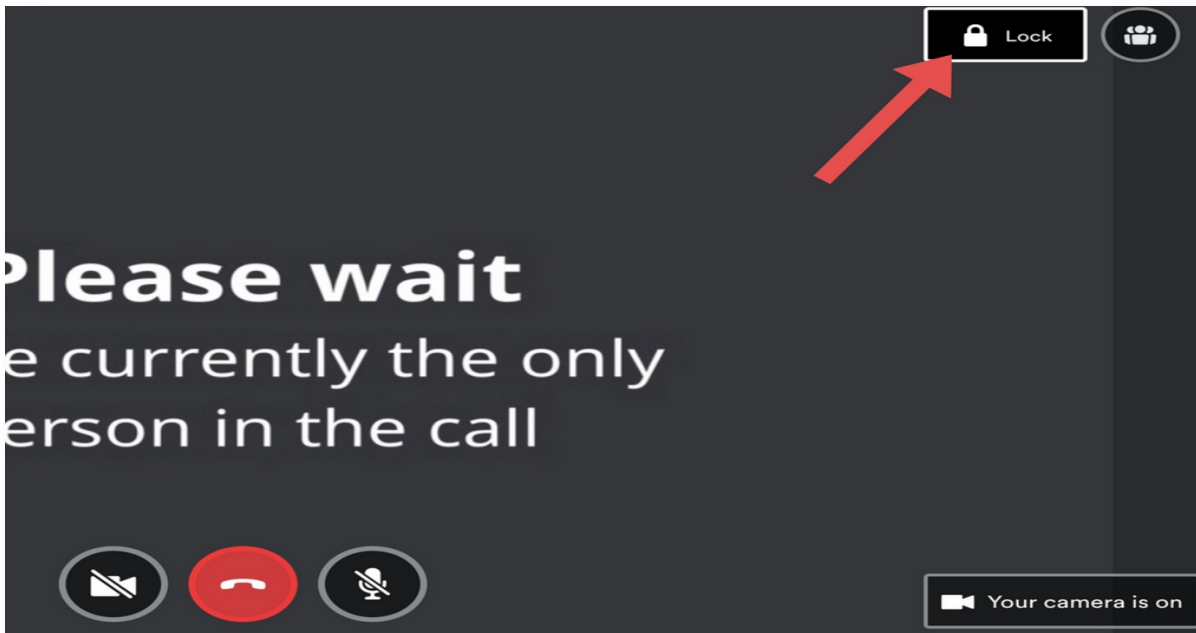 Lock
Please wait
e currently the only
erson in the call
Your camera is on